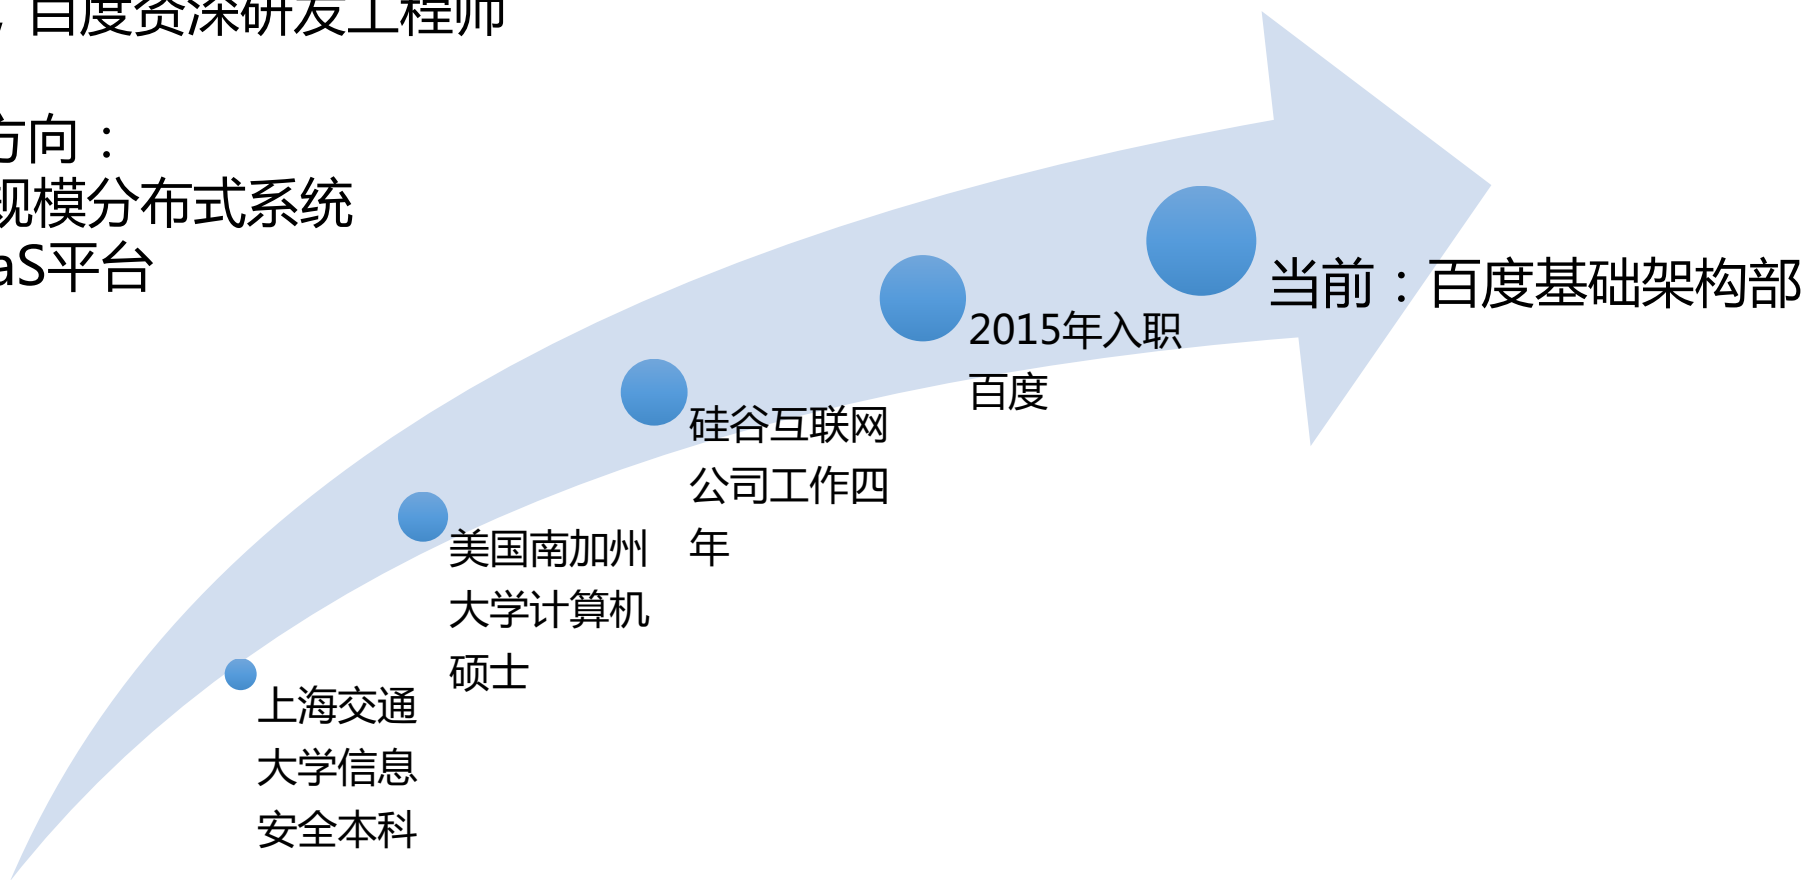 ，百度资深研发工程师
方向：
规模分布式系统
aS平台
当前：百度基础架构部
2015年入职
百度
硅谷互联网
公司工作四
年
美国南加州
大学计算机
硕士
上海交通
大学信息
安全本科